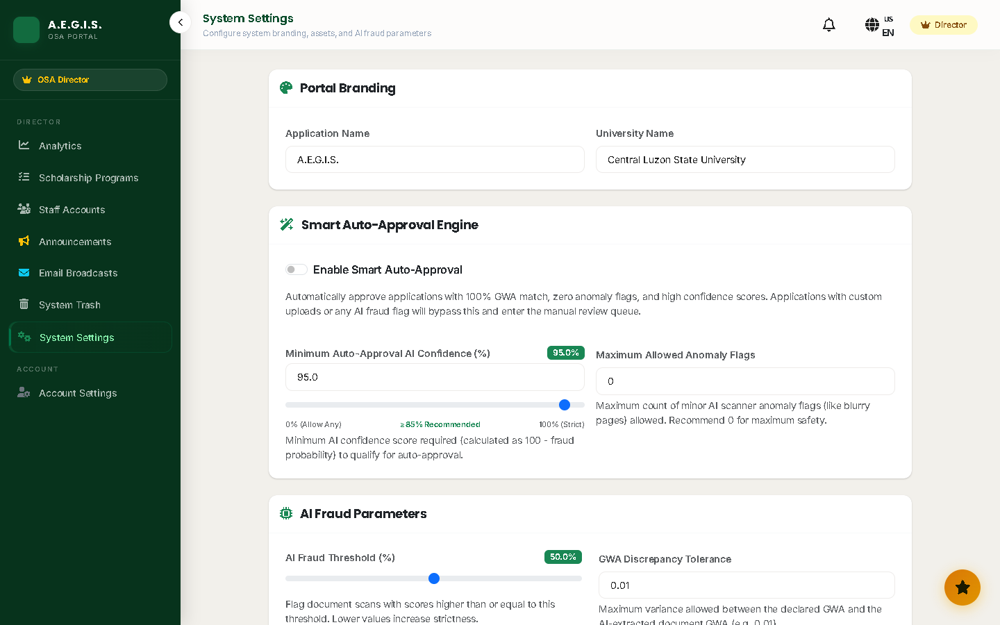 A.E.G.I.S.
OSA PORTAL
OSA Director
DIRECTOR
Analytics
Scholarship Programs
Staff Accounts
Announcements
Email Broadcasts
System Trash
System Settings
ACCOUNT
Account Settings
System Settings
Configure system branding, assets, and AI fraud parameters
US
EN
Director
Portal Branding
Application Name
A.E.G.I.S.
University Name
Central Luzon State University
Smart Auto-Approval Engine
Enable Smart Auto-Approval
Automatically approve applications with 100% GWA match, zero anomaly flags, and high confidence scores. Applications with custom
uploads or any AI fraud flag will bypass this and enter the manual review queue.
Minimum Auto-Approval AI Confidence (%)
95.0%
95.0
0% (Allow Any)
≥ 85% Recommended
100% (Strict)
Minimum AI confidence score required (calculated as 100 - fraud
probability) to qualify for auto-approval.
Maximum Allowed Anomaly Flags
0
Maximum count of minor AI scanner anomaly flags (like blurry
pages) allowed. Recommend 0 for maximum safety.
AI Fraud Parameters
AI Fraud Threshold (%)
50.0%
Flag document scans with scores higher than or equal to this
threshold. Lower values increase strictness.
GWA Discrepancy Tolerance
0.01
Maximum variance allowed between the declared GWA and the
AI-extracted document GWA (e.g. 0.01)